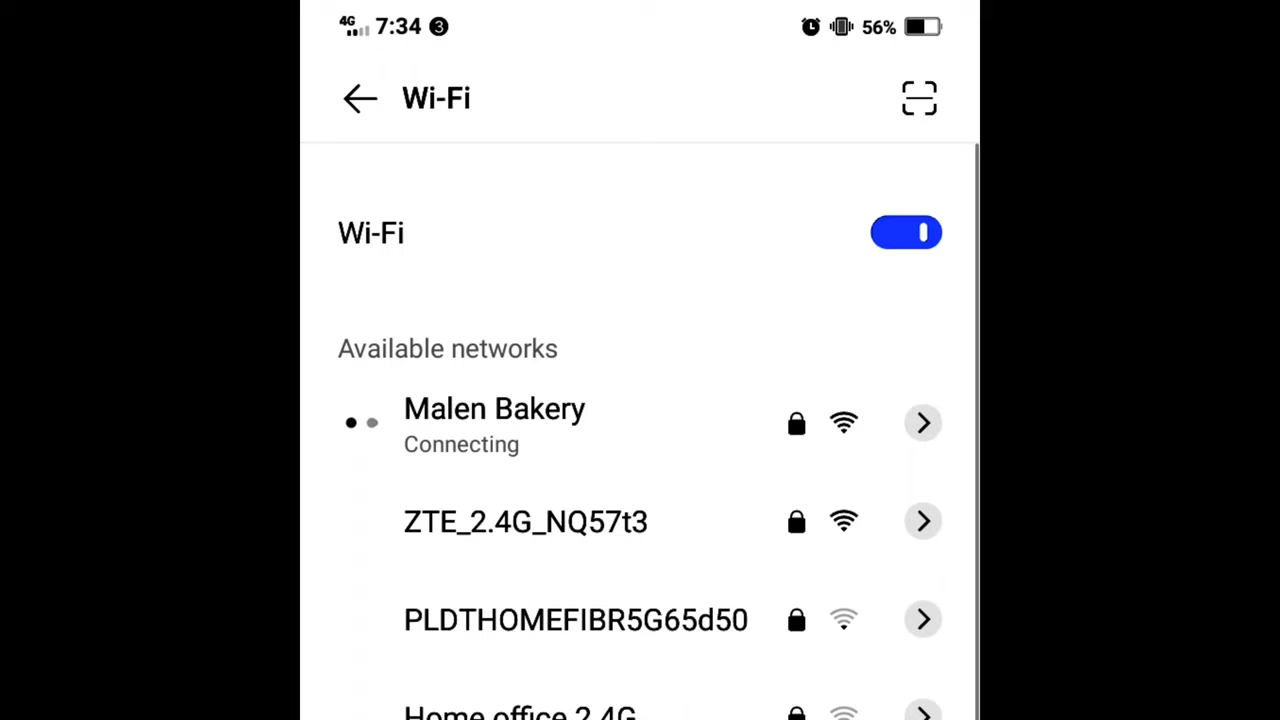 4G 7:34 3 56%
Wi-Fi
Wi-Fi
Available networks
Malen Bakery
Connecting
ZTE_2.4G_NQ57t3
PLDTHOMEFIBR5G65d50
Home office 2.4G